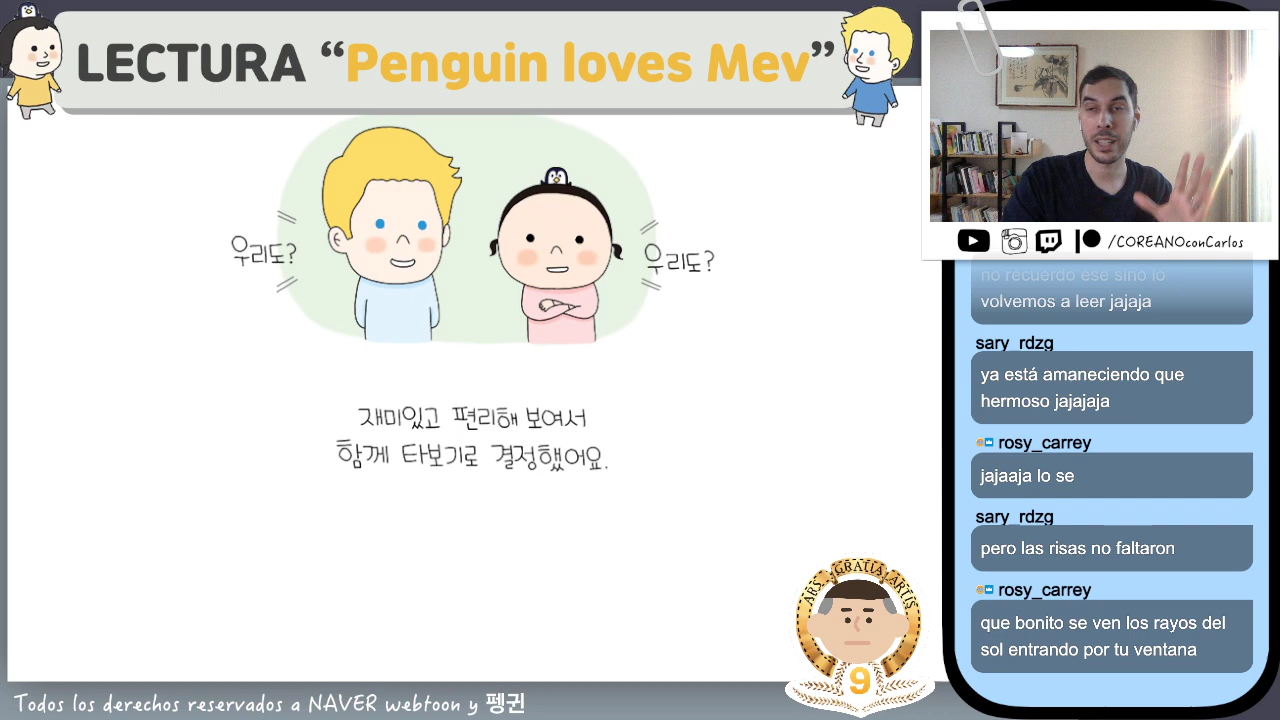 LECTURA “Penguin loves Mev”
우리도?
우리도?
재미있고 편리해 보여서
함께 타보기로 결정했어요.
ARS GRATIA ARTIS
9
Todos los derechos reservados a NAVER webtoon y 펭귄
/COREANOconCarlos
no recuerdo ese sino lo
volvemos a leer jajaja
sary_rdzg
ya está amaneciendo que
hermoso jajajaja
rosy_carrey
jajaaja lo se
sary_rdzg
pero las risas no faltaron
rosy_carrey
que bonito se ven los rayos del
sol entrando por tu ventana